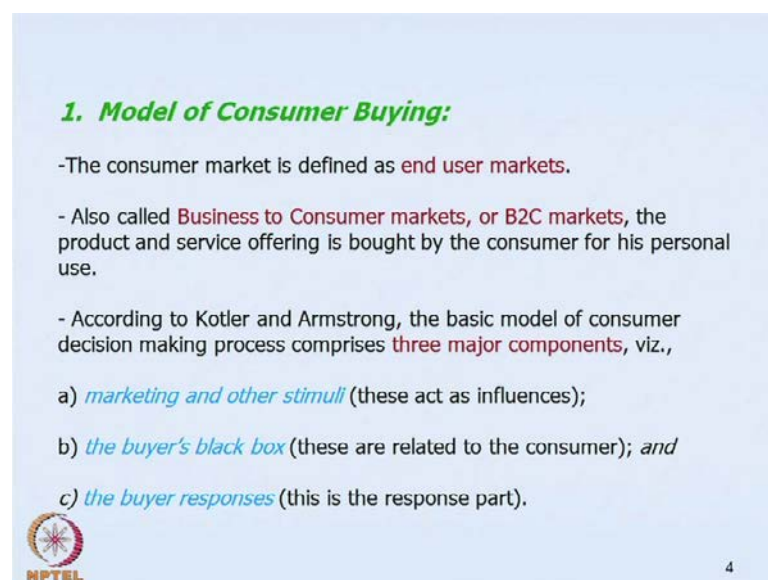 1. Model of Consumer Buying:
-The consumer market is defined as end user markets.
- Also called Business to Consumer markets, or B2C markets, the
product and service offering is bought by the consumer for his personal
use.
- According to Kotler and Armstrong, the basic model of consumer
decision making process comprises three major components, viz.,
a) marketing and other stimuli (these act as influences);
b) the buyer's black box (these are related to the consumer); and
c) the buyer responses (this is the response part).
NPTEL
4